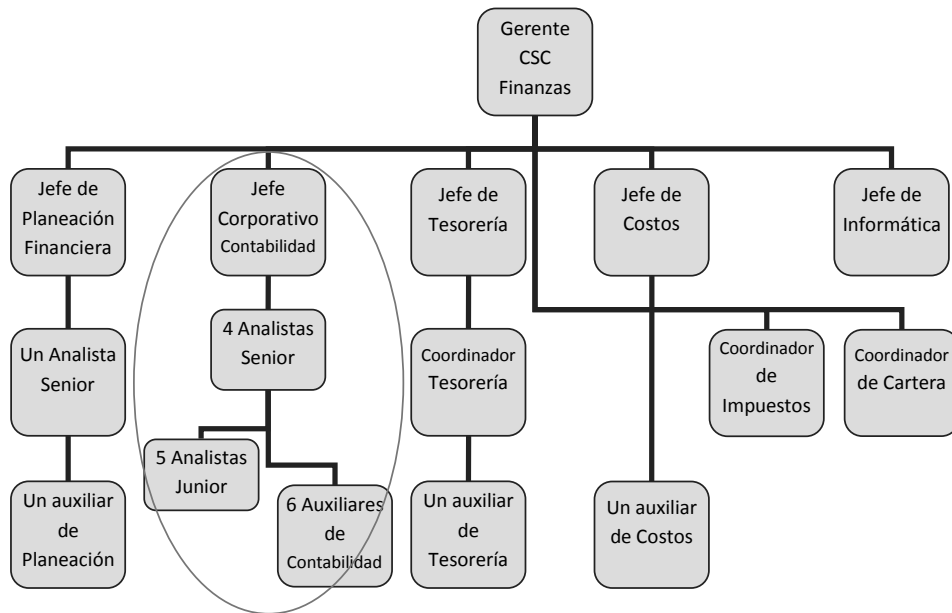 Gerente
CSC
Finanzas
Jefe de
Planeación
Financiera
Jefe
Corporativo
Contabilidad
Jefe de
Tesorería
Jefe de
Costos
Jefe de
Informática
Un Analista
Senior
4 Analistas
Senior
Coordinador
Tesorería
Coordinador
de
Impuestos
Coordinador
de Cartera
5 Analistas
Junior
Un auxiliar
de
Planeación
6 Auxiliares
de
Contabilidad
Un auxiliar
de
Tesorería
Un auxiliar
de Costos